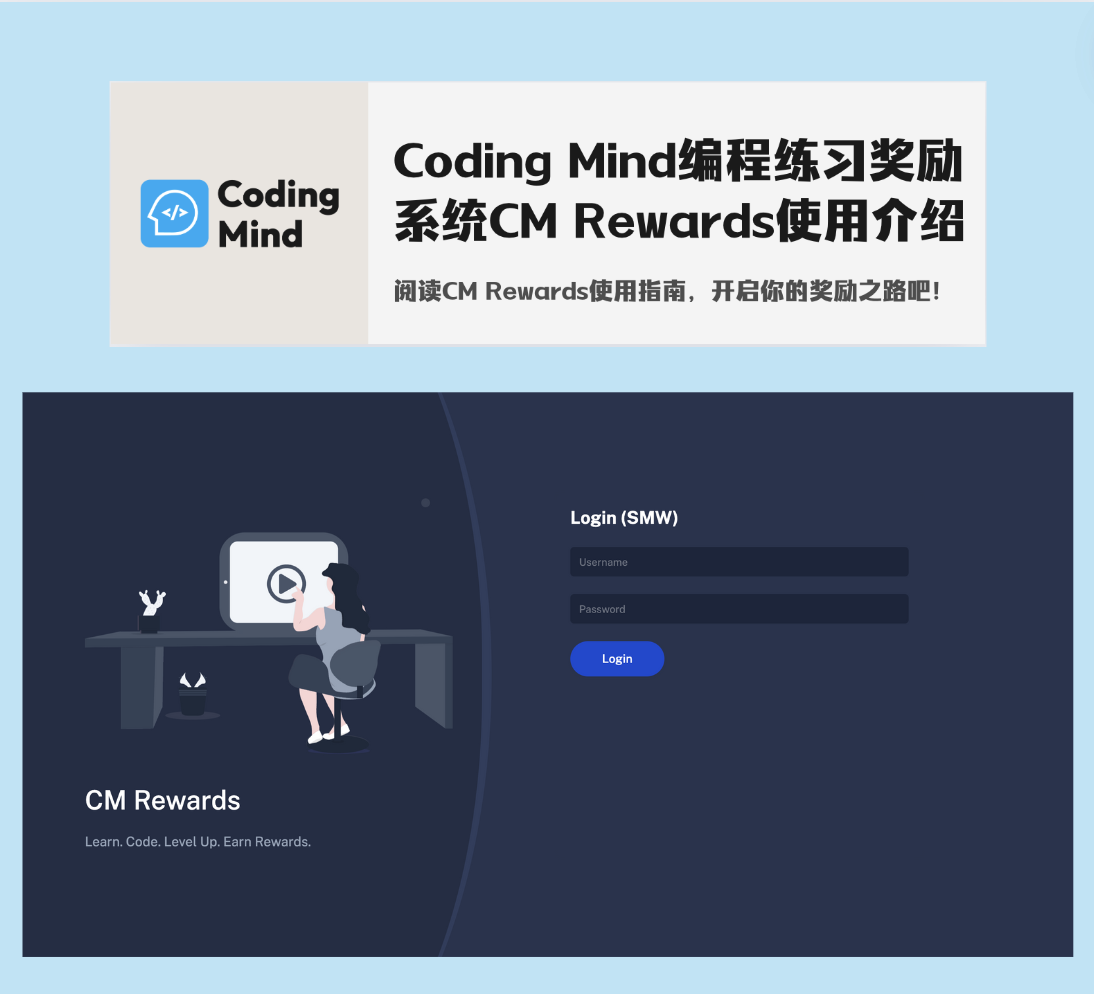 Coding
Mind
Coding Mind编程练习奖励
系统CM Rewards使用介绍
阅读CM Rewards使用指南，开启你的奖励之路吧!
Login (SMW)
Username
Password
Login
CM Rewards
Learn. Code. Level Up. Earn Rewards.